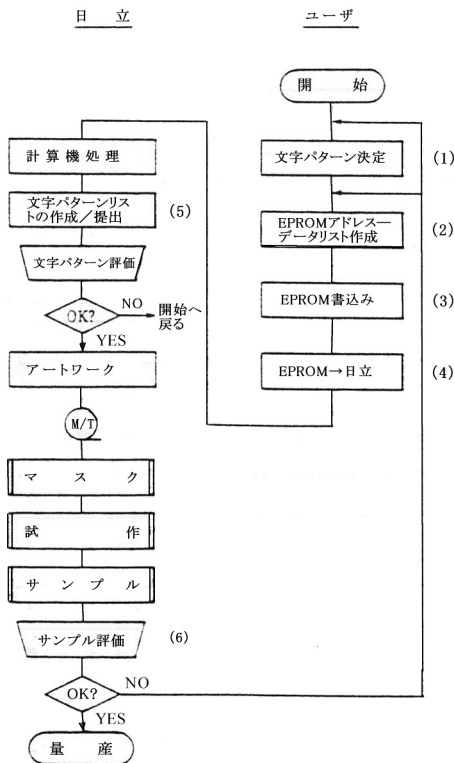 日 立
ユーザ
開 始
計算機処理
文字パターン決定
(1)
文字パターンリス
トの作成／提出
(5)
EPROMアドレス―
データリスト作成
(2)
文字パターン評価
EPROM書込み
(3)
OK?
NO
開始へ
戻る
YES
アートワーク
EPROM→日立
(4)
M/T
マ ス ク
試 作
サ ン プ ル
サンプル評価
(6)
OK?
NO
YES
量 産